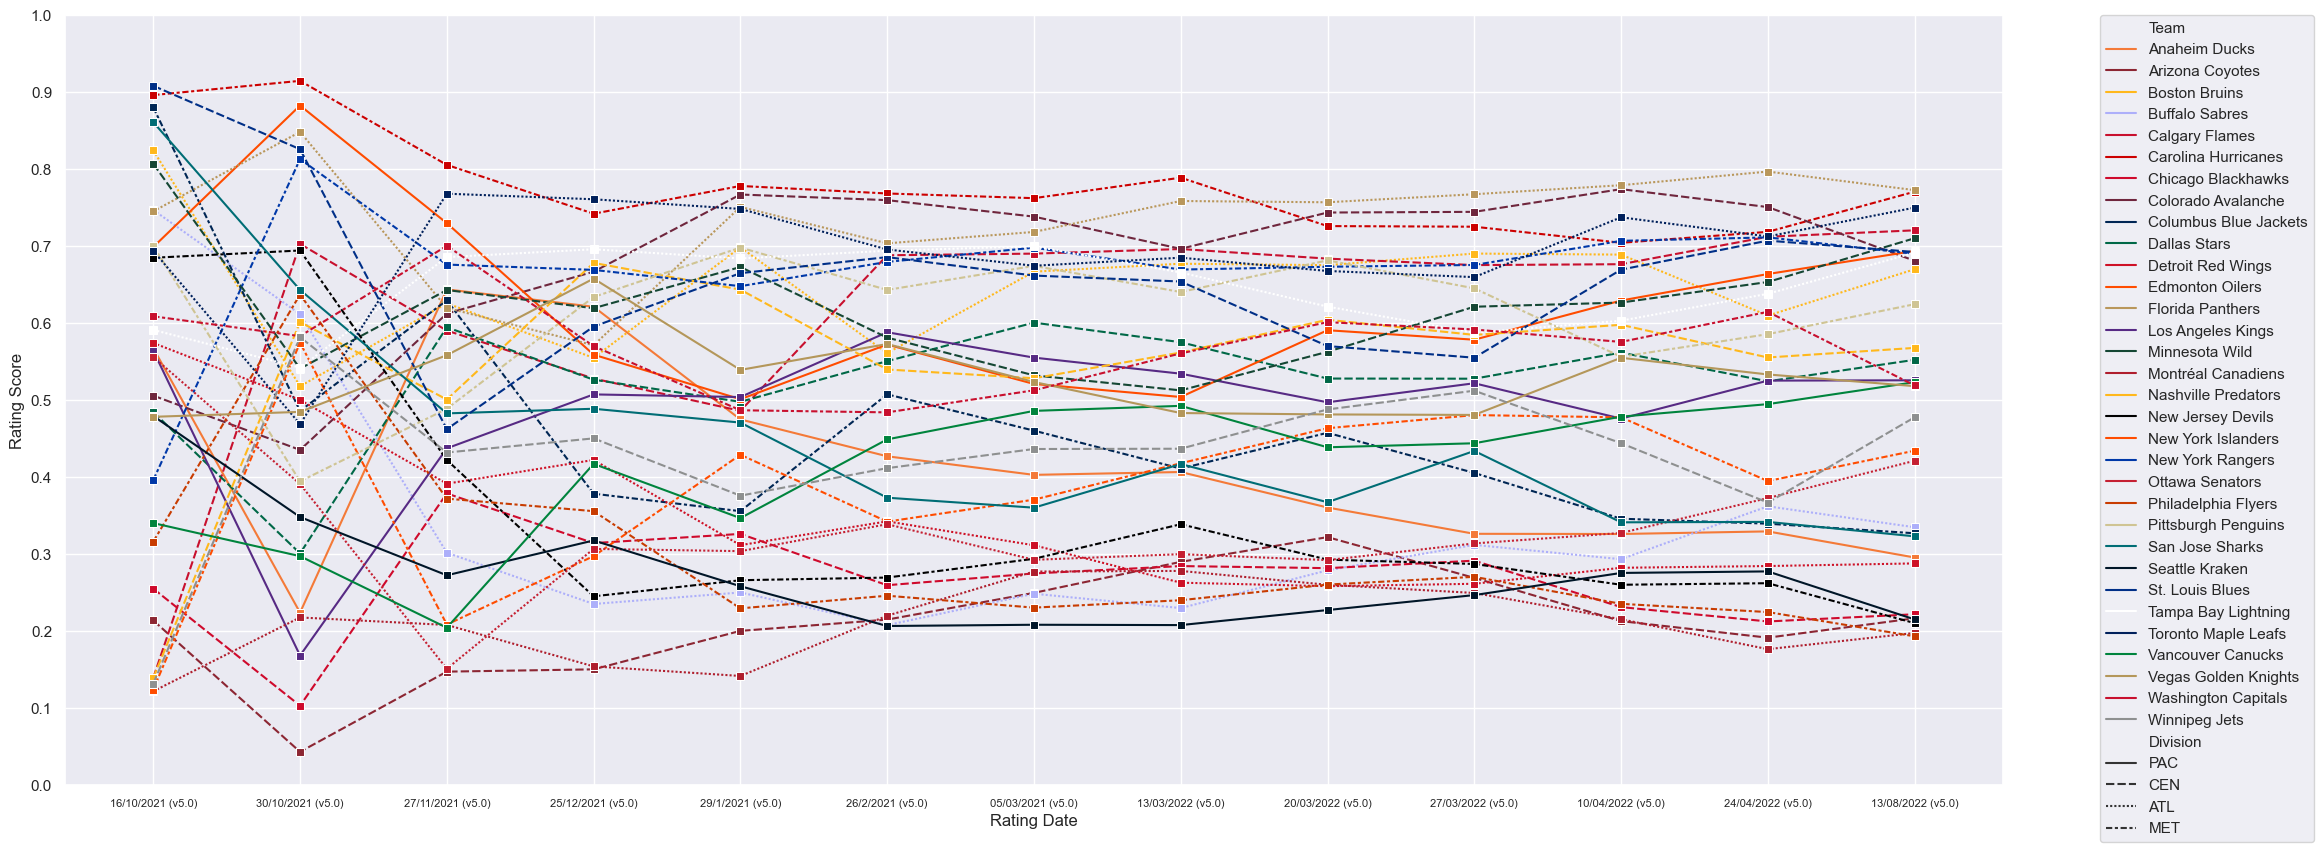 1.0
0.9
0.8
0.7
0.6
0.5
0.4
0.3
0.2
0.1
0.0
Rating Score
16/10/2021 (v5.0)
30/10/2021 (v5.0)
27/11/2021 (v5.0)
25/12/2021 (v5.0)
29/1/2021 (v5.0)
26/2/2021 (v5.0)
05/03/2021 (v5.0)
13/03/2022 (v5.0)
20/03/2022 (v5.0)
27/03/2022 (v5.0)
10/04/2022 (v5.0)
24/04/2022 (v5.0)
13/08/2022 (v5.0)
Rating Date
Team
Anaheim Ducks
Arizona Coyotes
Boston Bruins
Buffalo Sabres
Calgary Flames
Carolina Hurricanes
Chicago Blackhawks
Colorado Avalanche
Columbus Blue Jackets
Dallas Stars
Detroit Red Wings
Edmonton Oilers
Florida Panthers
Los Angeles Kings
Minnesota Wild
Montréal Canadiens
Nashville Predators
New Jersey Devils
New York Islanders
New York Rangers
Ottawa Senators
Philadelphia Flyers
Pittsburgh Penguins
San Jose Sharks
Seattle Kraken
St. Louis Blues
Tampa Bay Lightning
Toronto Maple Leafs
Vancouver Canucks
Vegas Golden Knights
Washington Capitals
Winnipeg Jets
Division
PAC
CEN
ATL
MET